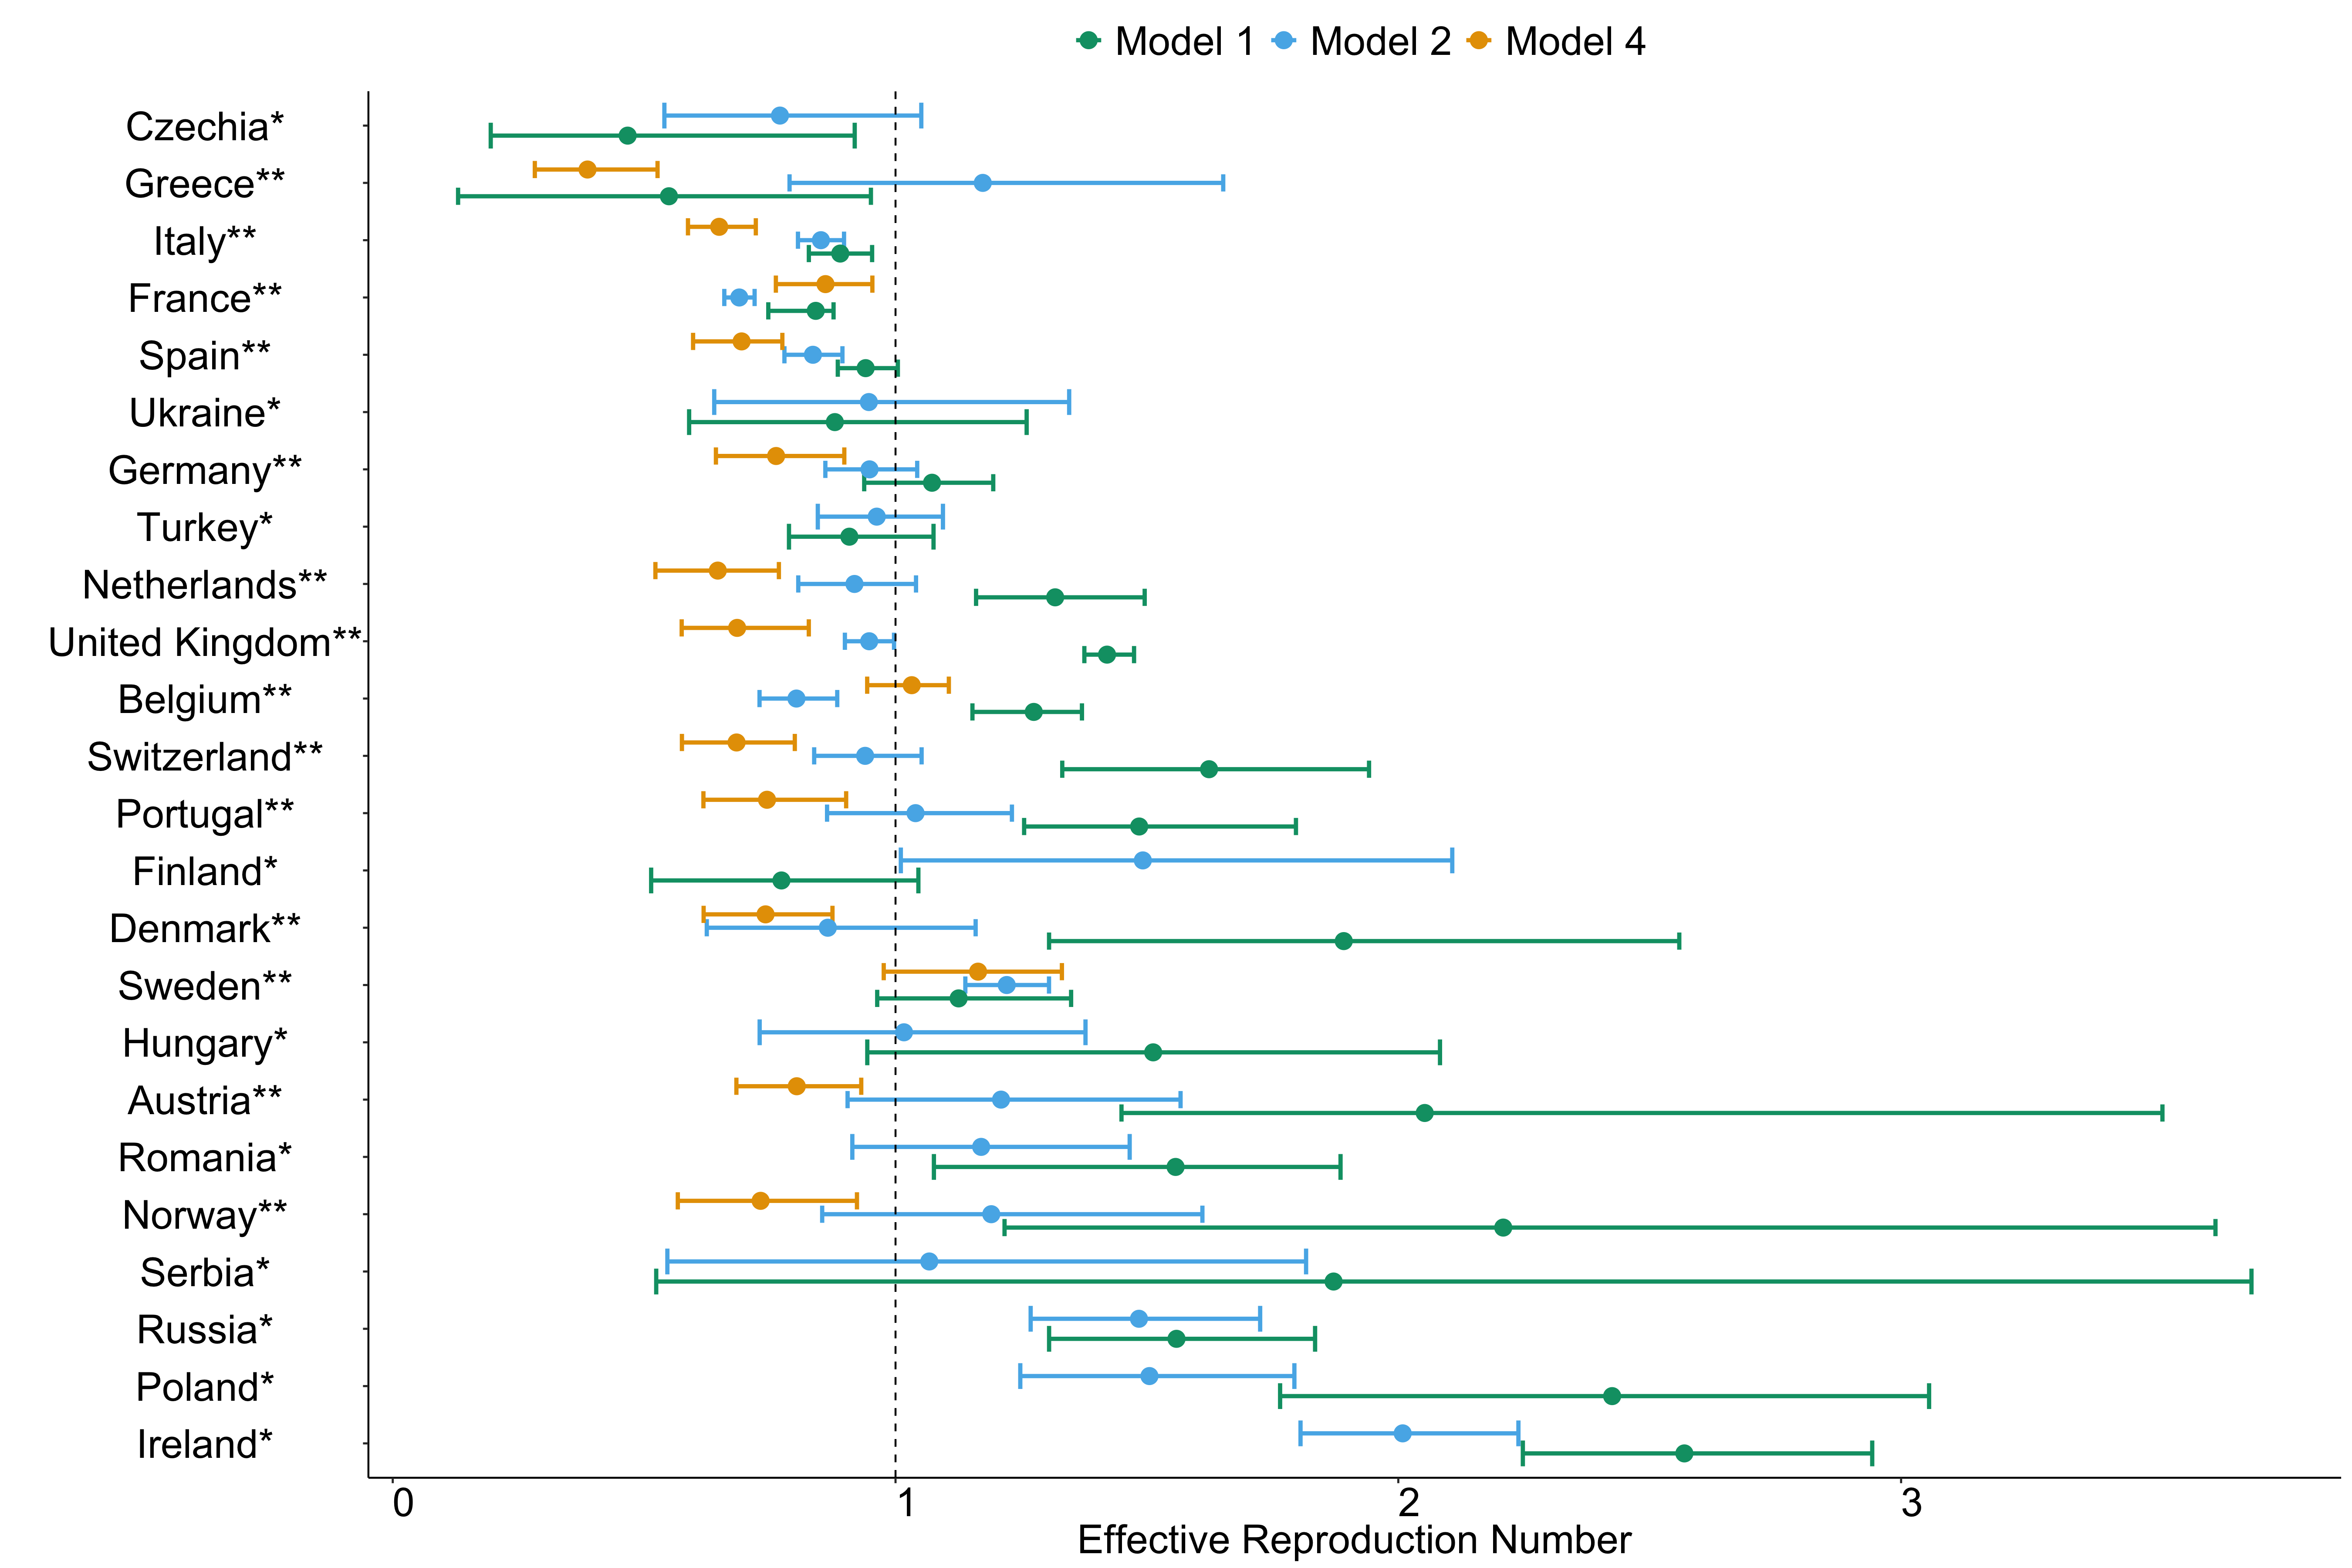 Model 1 Model 2 Model 4
Czechia*
Greece**
Italy**
France**
Spain**
Ukraine*
Germany**
Turkey*
Netherlands**
United Kingdom**
Belgium**
Switzerland**
Portugal**
Finland*
Denmark**
Sweden**
Hungary*
Austria**
Romania*
Norway**
Serbia*
Russia*
Poland*
Ireland*
0 1 2 3
Effective Reproduction Number